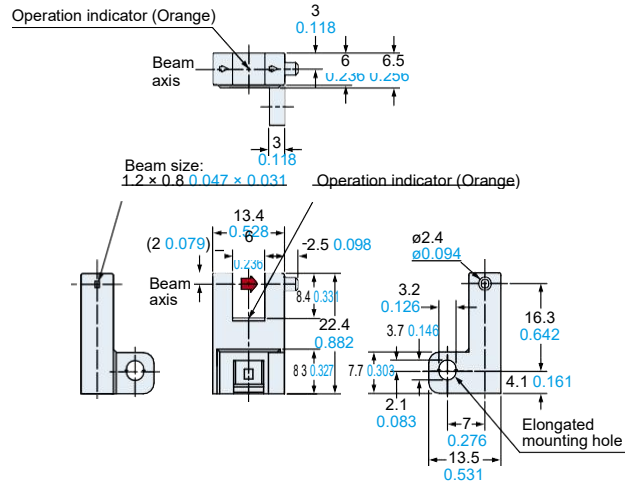 Operation indicator (Orange)
3
0.118
Beam
axis
6
0.236
6.5
0.256
3
0.118
Beam size:
1.2 × 0.8 0.047 × 0.031
Operation indicator (Orange)
13.4
0.528
6
0.236
(2 0.079)
2.5 0.098
Beam
axis
8.4 0.331
22.4
0.882
8 3 0.327
ø2.4
ø0.094
3.2
0.126
3.7 0.146
16.3
0.642
7.7 0.303
4.1 0.161
2.1
0.083
7
0.276
Elongated
mounting hole
13.5
0.531